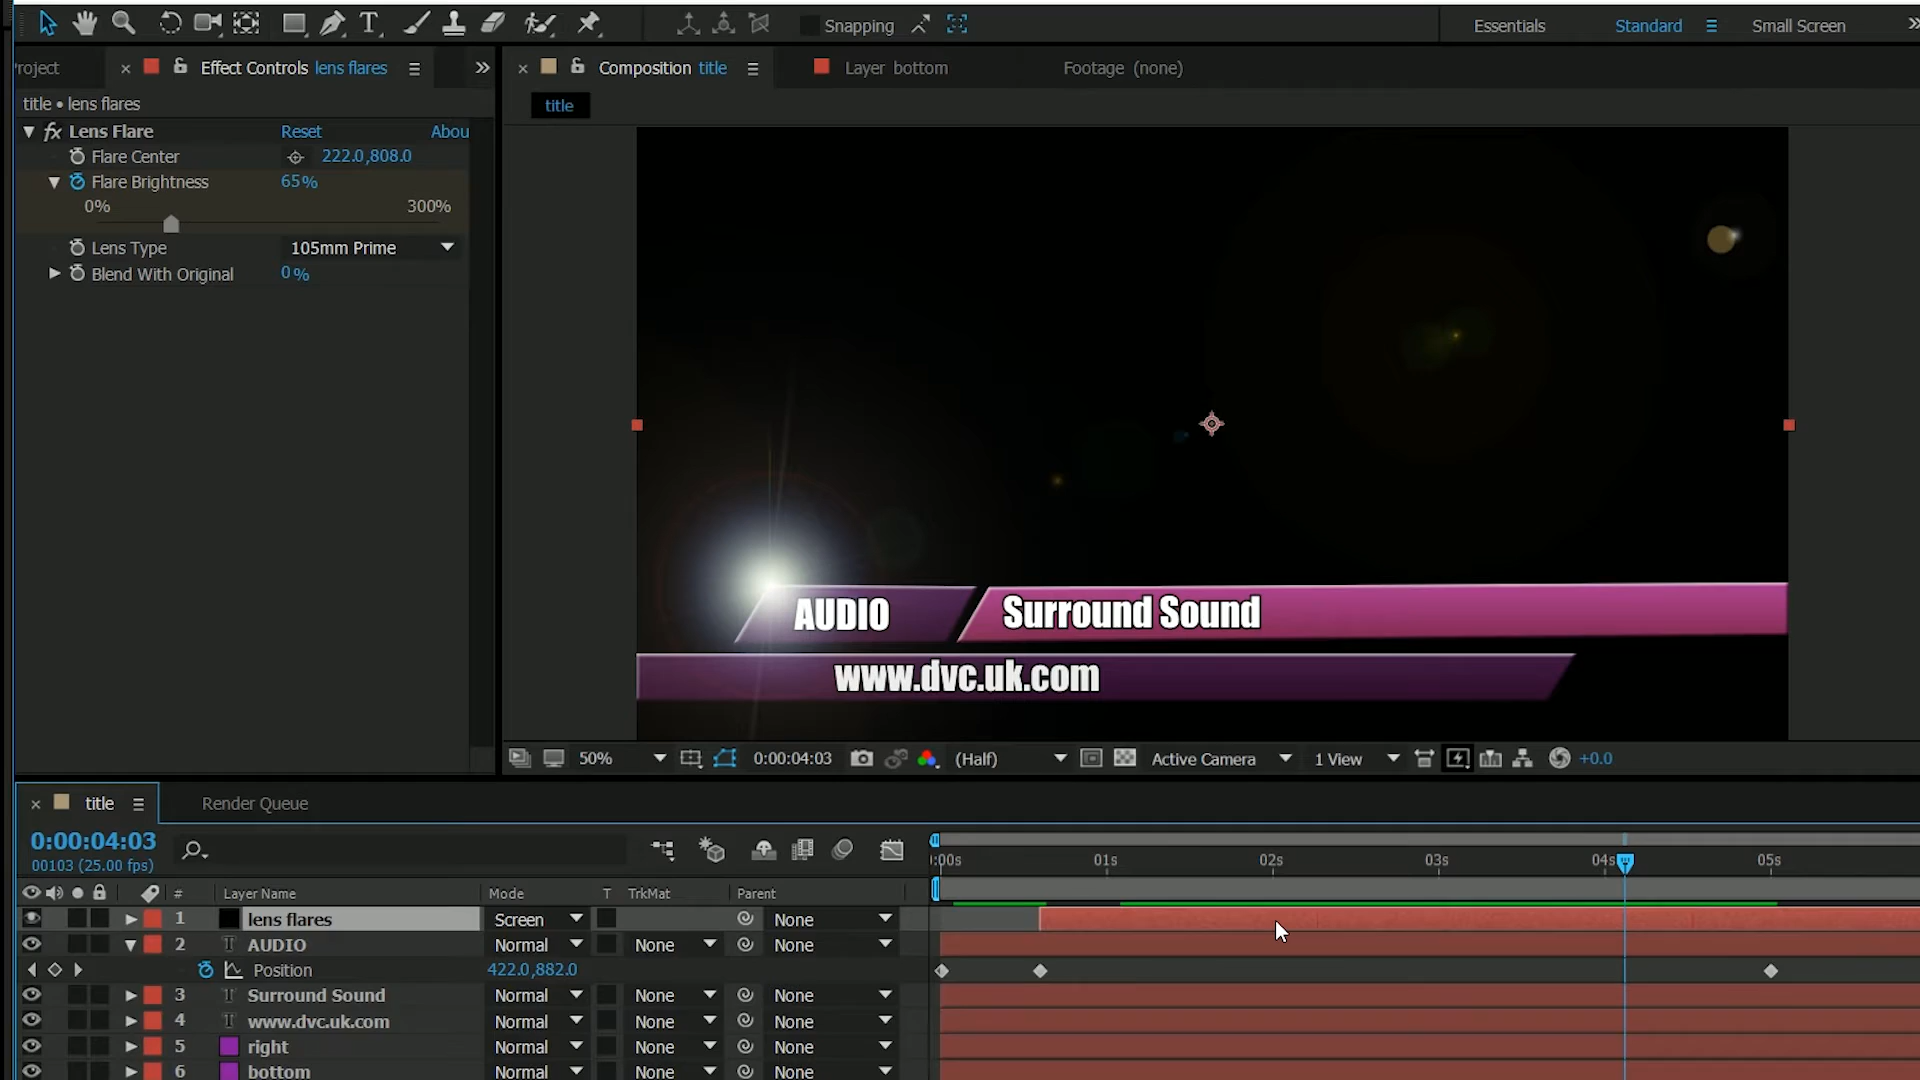 Snapping
Essentials
Standard
Small Screen
roject
Effect Controls lens flares
Composition title
Layer bottom
Footage (none)
title • lens flares
title
fx Lens Flare
Reset
Abou
Flare Center
222.0,808.0
Flare Brightness
65%
0%
300%
Lens Type
105mm Prime
Blend With Original
0%
AUDIO
Surround Sound
www.dvc.uk.com
50%
0:00:04:03
(Half)
Active Camera
1 View
+0.0
title
Render Queue
0:00:04:03
00103 (25.00 fps)
:00s
01s
02s
03s
04s
05s
#
Layer Name
Mode
T
TrkMat
Parent
1
lens flares
Screen
None
2
T
AUDIO
Normal
None
None
Position
422.0,882.0
3
T
Surround Sound
Normal
None
None
4
T
www.dvc.uk.com
Normal
None
None
5
right
Normal
None
None
6
bottom
Normal
None
None